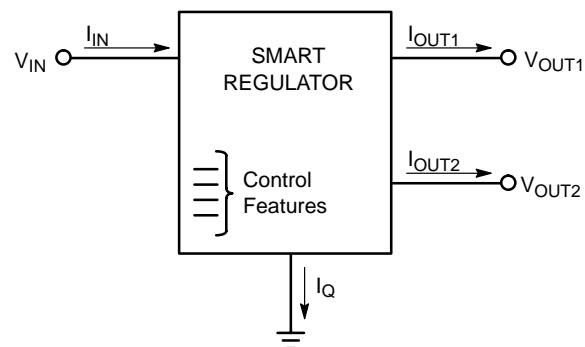 I_IN
V_IN
SMART
REGULATOR
I_OUT1
V_OUT1
Control
Features
I_OUT2
V_OUT2
I_Q